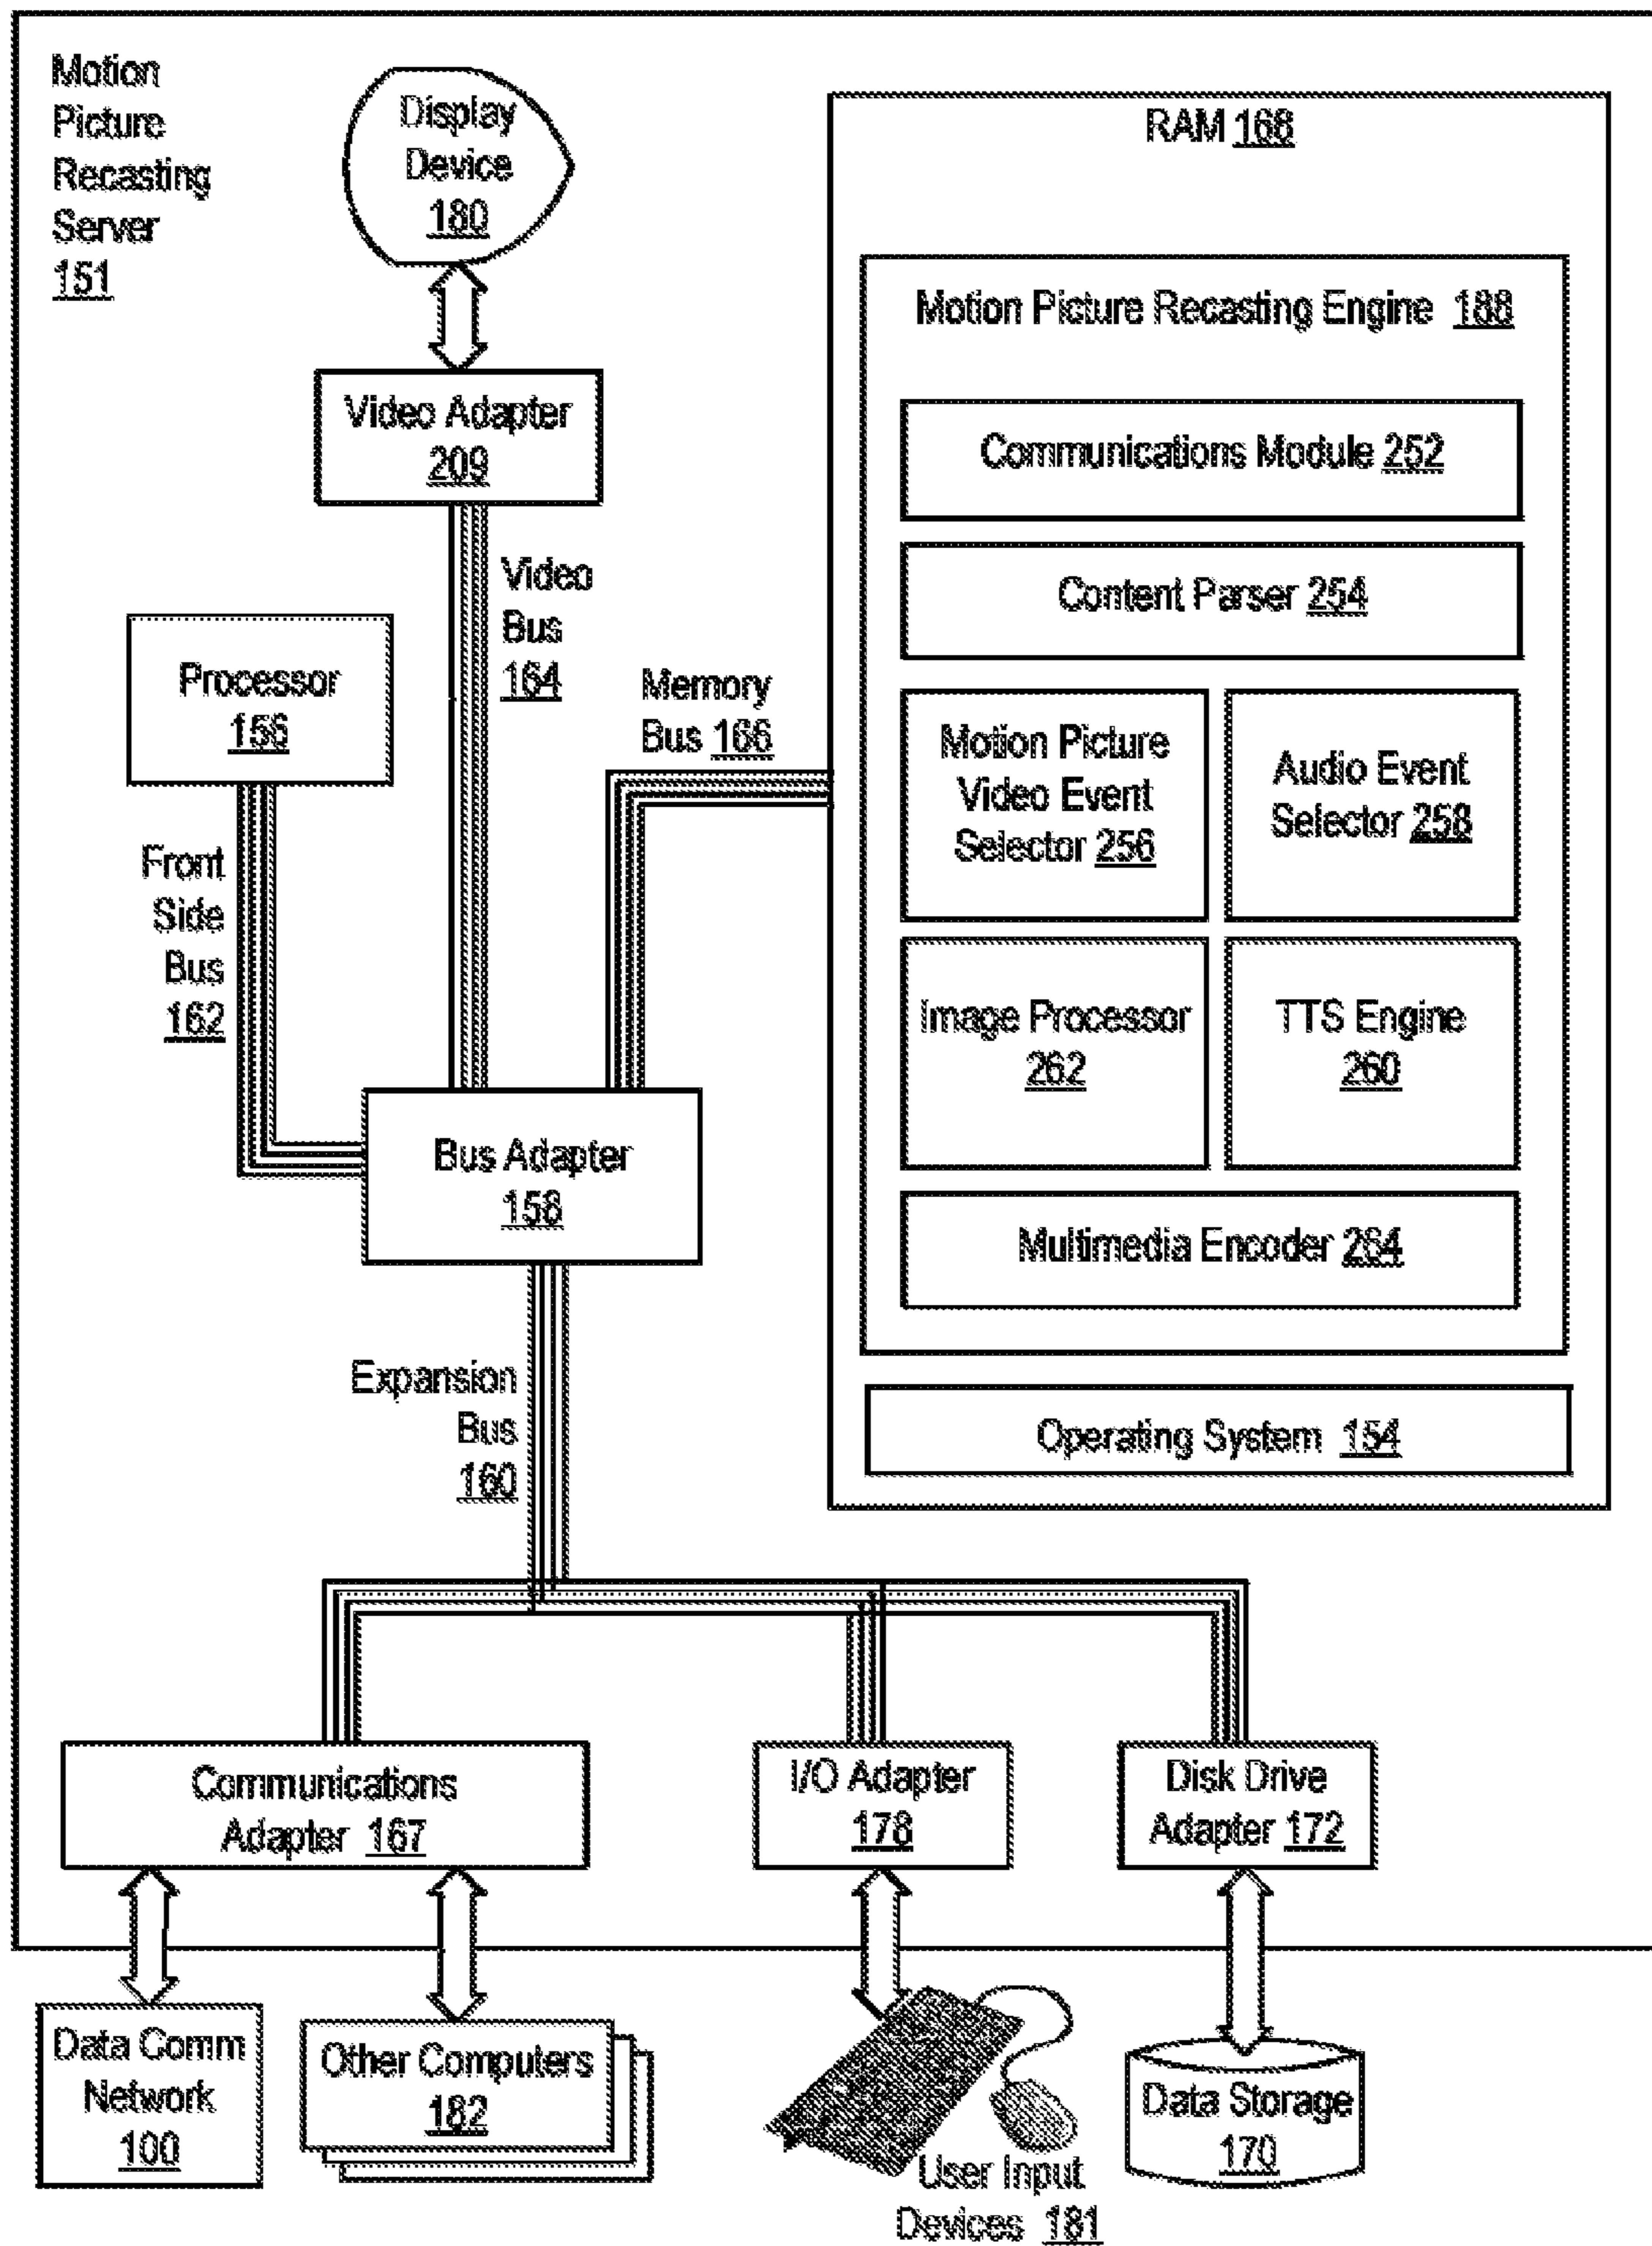 Motion
Picture
Recasting
Server
151
Display
Device
180
Video Adapter
209
Video
Bus
164
Processor
156
Front
Side
Bus
162
Memory
Bus 166
Bus Adapter
158
Expansion
Bus
160
RAM 168
Motion Picture Recasting Engine 188
Communications Module 252
Content Parser 254
Motion Picture
Video Event
Selector 256
Audio Event
Selector 258
Image Processor
262
TTS Engine
260
Multimedia Encoder 264
Operating System 154
Communications
Adapter 167
I/O Adapter
178
Disk Drive
Adapter 172
Data Comm
Network
100
Other Computers
182
User Input
Devices 181
Data Storage
170